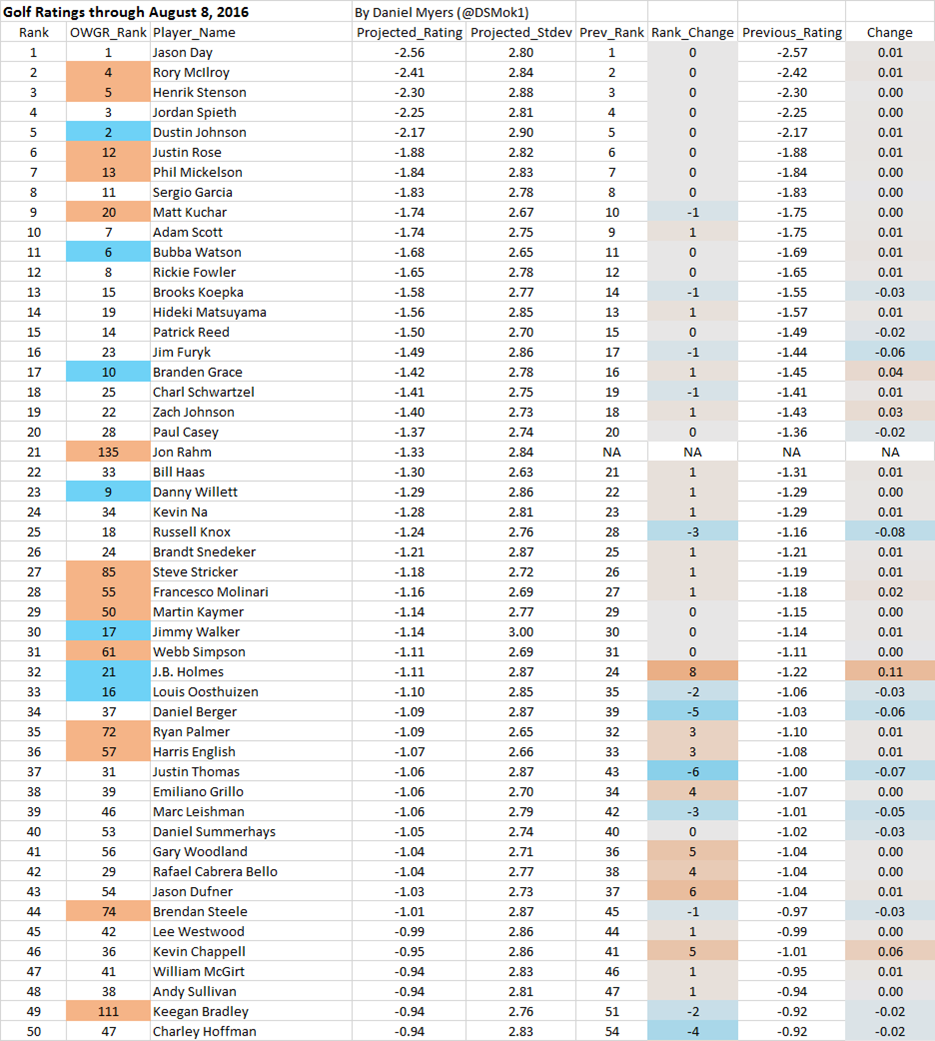 Golf Ratings through August 8, 2016 By Daniel Myers (@DSMok1)
Rank OWGR_Rank Player_Name Projected_Rating Projected_Stdev Prev_Rank Rank_Change Previous_Rating Change
1 1 Jason Day -2.56 2.80 1 0 -2.57 0.01
2 4 Rory McIlroy -2.41 2.84 2 0 -2.42 0.01
3 5 Henrik Stenson -2.30 2.88 3 0 -2.30 0.00
4 3 Jordan Spieth -2.25 2.81 4 0 -2.25 0.00
5 2 Dustin Johnson -2.17 2.90 5 0 -2.17 0.01
6 12 Justin Rose -1.88 2.82 6 0 -1.88 0.01
7 13 Phil Mickelson -1.84 2.83 7 0 -1.84 0.00
8 11 Sergio Garcia -1.83 2.78 8 0 -1.83 0.00
9 20 Matt Kuchar -1.74 2.67 10 -1 -1.75 0.00
10 7 Adam Scott -1.74 2.75 9 1 -1.75 0.01
11 6 Bubba Watson -1.68 2.65 11 0 -1.69 0.01
12 8 Rickie Fowler -1.65 2.78 12 0 -1.65 0.01
13 15 Brooks Koepka -1.58 2.77 14 -1 -1.55 -0.03
14 19 Hideki Matsuyama -1.56 2.85 13 1 -1.57 0.01
15 14 Patrick Reed -1.50 2.70 15 0 -1.49 -0.02
16 23 Jim Furyk -1.49 2.86 17 -1 -1.44 -0.06
17 10 Branden Grace -1.42 2.78 16 1 -1.45 0.04
18 25 Charl Schwartzel -1.41 2.75 19 -1 -1.41 0.01
19 22 Zach Johnson -1.40 2.73 18 1 -1.43 0.03
20 28 Paul Casey -1.37 2.74 20 0 -1.36 -0.02
21 135 Jon Rahm -1.33 2.84 NA NA NA NA
22 33 Bill Haas -1.30 2.63 21 1 -1.31 0.01
23 9 Danny Willett -1.29 2.86 22 1 -1.29 0.00
24 34 Kevin Na -1.28 2.81 23 1 -1.29 0.01
25 18 Russell Knox -1.24 2.76 28 -3 -1.16 -0.08
26 24 Brandt Snedeker -1.21 2.87 25 1 -1.21 0.01
27 85 Steve Stricker -1.18 2.72 26 1 -1.19 0.01
28 55 Francesco Molinari -1.16 2.69 27 1 -1.18 0.02
29 50 Martin Kaymer -1.14 2.77 29 0 -1.15 0.00
30 17 Jimmy Walker -1.14 3.00 30 0 -1.14 0.01
31 61 Webb Simpson -1.11 2.69 31 0 -1.11 0.00
32 21 J.B. Holmes -1.11 2.87 24 8 -1.22 0.11
33 16 Louis Oosthuizen -1.10 2.85 35 -2 -1.06 -0.03
34 37 Daniel Berger -1.09 2.87 39 -5 -1.03 -0.06
35 72 Ryan Palmer -1.09 2.65 32 3 -1.10 0.01
36 57 Harris English -1.07 2.66 33 3 -1.08 0.01
37 31 Justin Thomas -1.06 2.87 43 -6 -1.00 -0.07
38 39 Emiliano Grillo -1.06 2.70 34 4 -1.07 0.00
39 46 Marc Leishman -1.06 2.79 42 -3 -1.01 -0.05
40 53 Daniel Summerhays -1.05 2.74 40 0 -1.02 -0.03
41 56 Gary Woodland -1.04 2.71 36 5 -1.04 0.00
42 29 Rafael Cabrera Bello -1.04 2.77 38 4 -1.04 0.00
43 54 Jason Dufner -1.03 2.73 37 6 -1.04 0.01
44 74 Brendan Steele -1.01 2.87 45 -1 -0.97 -0.03
45 42 Lee Westwood -0.99 2.86 44 1 -0.99 0.00
46 36 Kevin Chappell -0.95 2.86 41 5 -1.01 0.06
47 41 William McGirt -0.94 2.83 46 1 -0.95 0.01
48 38 Andy Sullivan -0.94 2.81 47 1 -0.94 0.00
49 111 Keegan Bradley -0.94 2.76 51 -2 -0.92 -0.02
50 47 Charley Hoffman -0.94 2.83 54 -4 -0.92 -0.02